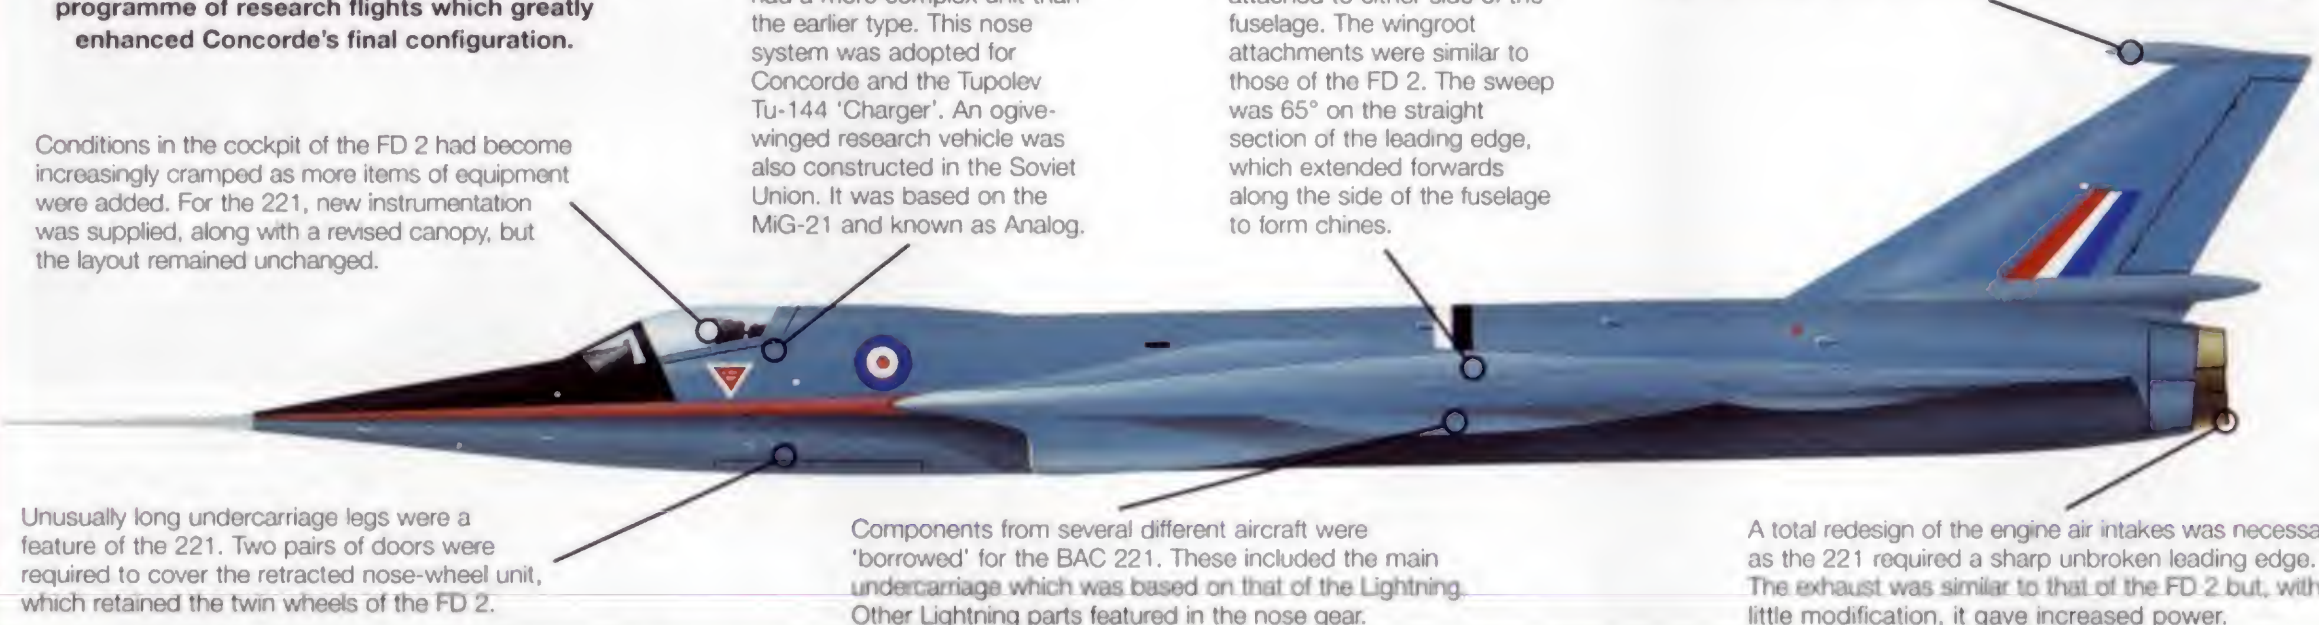 programme of research flights which greatly
enhanced Concorde's final configuration.
Conditions in the cockpit of the FD 2 had become
increasingly cramped as more items of equipment
were added. For the 221, new instrumentation
was supplied, along with a revised canopy, but
the layout remained unchanged.
had a more complex unit than
the earlier type. This nose
system was adopted for
Concorde and the Tupolev
Tu-144 'Charger'. An ogive-
winged research vehicle was
also constructed in the Soviet
Union. It was based on the
MiG-21 and known as Analog.
attached to either side of the
fuselage. The wingroot
attachments were similar to
those of the FD 2. The sweep
was 65° on the straight
section of the leading edge,
which extended forwards
along the side of the fuselage
to form chines.
Unusually long undercarriage legs were a
feature of the 221. Two pairs of doors were
required to cover the retracted nose-wheel unit,
which retained the twin wheels of the FD 2.
Components from several different aircraft were
'borrowed' for the BAC 221. These included the main
undercarriage which was based on that of the Lightning.
Other Lightning parts featured in the nose gear.
A total redesign of the engine air intakes was necessa
as the 221 required a sharp unbroken leading edge.
The exhaust was similar to that of the FD 2 but, with
little modification, it gave increased power.